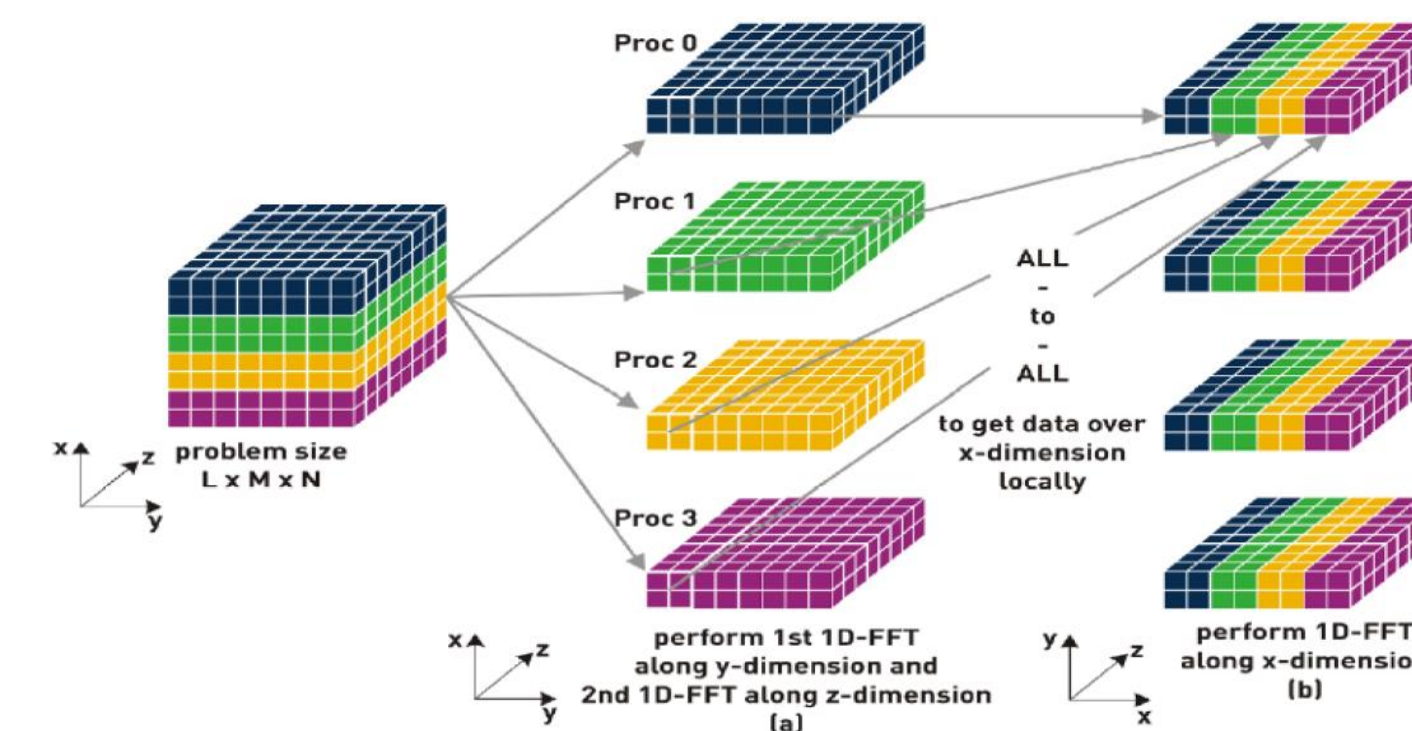 Proc 0
Proc 1
Proc 2
Proc 3
ALL
-
to
-
ALL
to get data over
x-dimension
locally
x
z
y
problem size
L x M x N
x
z
y
perform 1st 1D-FFT
along y-dimension and
2nd 1D-FFT along z-dimension
(a)
y
z
x
perform 1D-FFT
along x-dimensio
(b)